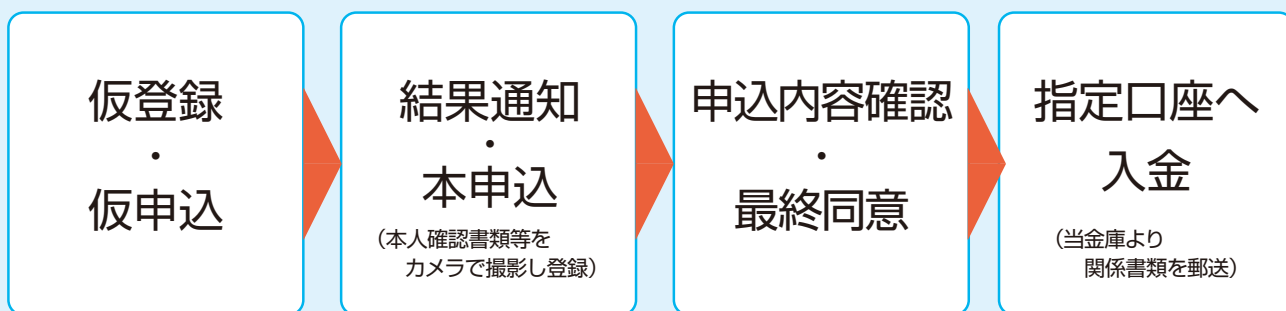 仮登録
・
仮申込
結果通知
・
本申込
（本人確認書類等を
カメラで撮影し登録）
申込内容確認
・
最終同意
指定口座へ
入金
（当金庫より
関係書類を郵送）